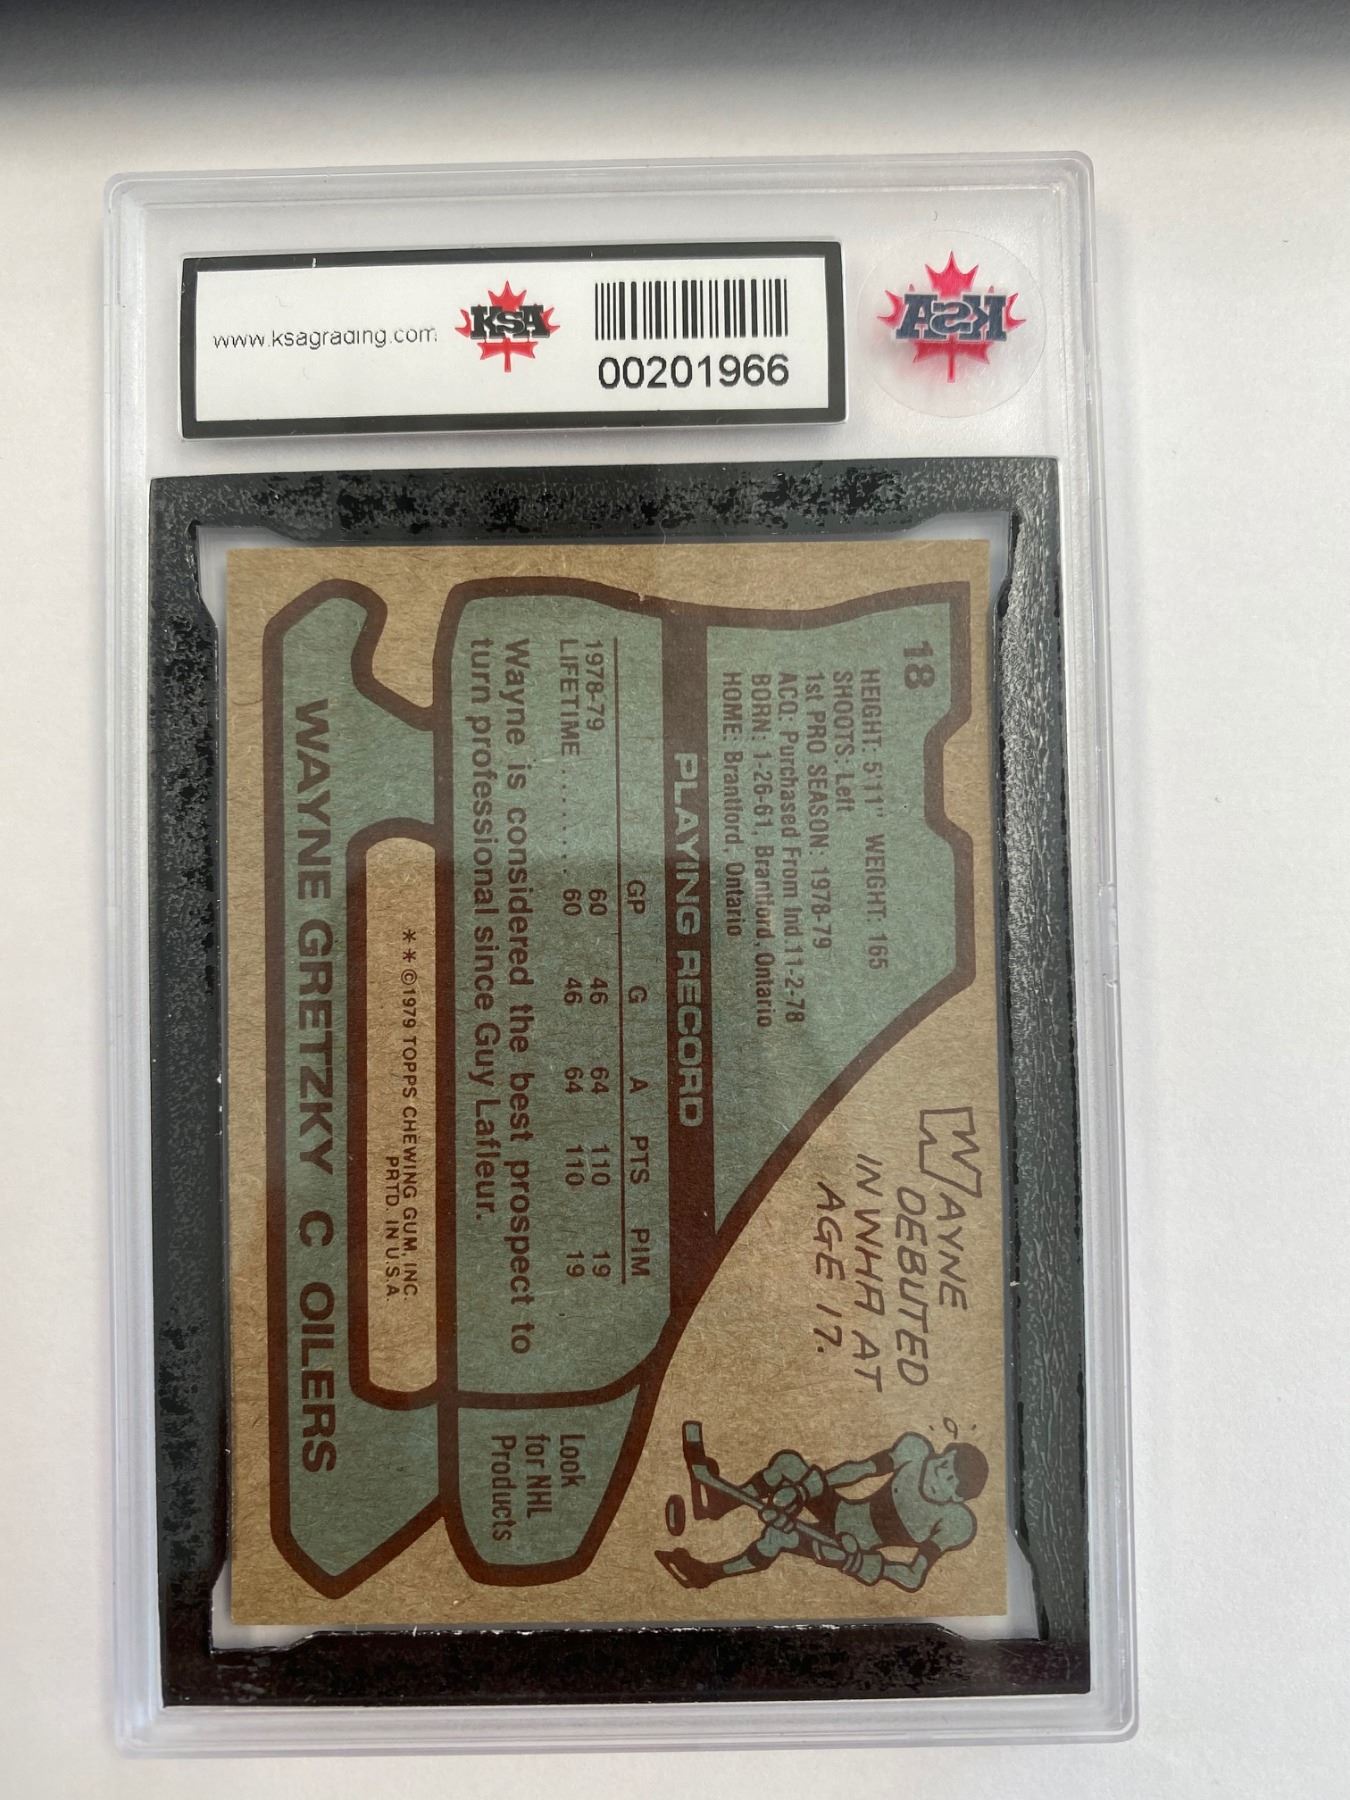 www.ksagrading.com
KSA
00201966
KSA
18
HEIGHT: 5'11" WEIGHT: 165
SHOOTS: Left
1st PRO SEASON: 1978-79
ACQ: Purchased From Ind. 11-2-78
BORN: 1-26-61, Brantford, Ontario
HOME: Brantford, Ontario
WAYNE
DEBUTED
IN WHA AT
AGE 17.
PLAYING RECORD
GP G A PTS PIM
1978-79 60 46 64 110 19
LIFETIME ........ 60 46 64 110 19
Wayne is considered the best prospect to
turn professional since Guy Lafleur.
Look
for NHL
Products
**©1979 TOPPS CHEWING GUM, INC.
PRTD. IN U.S.A.
WAYNE GRETZKY C OILERS